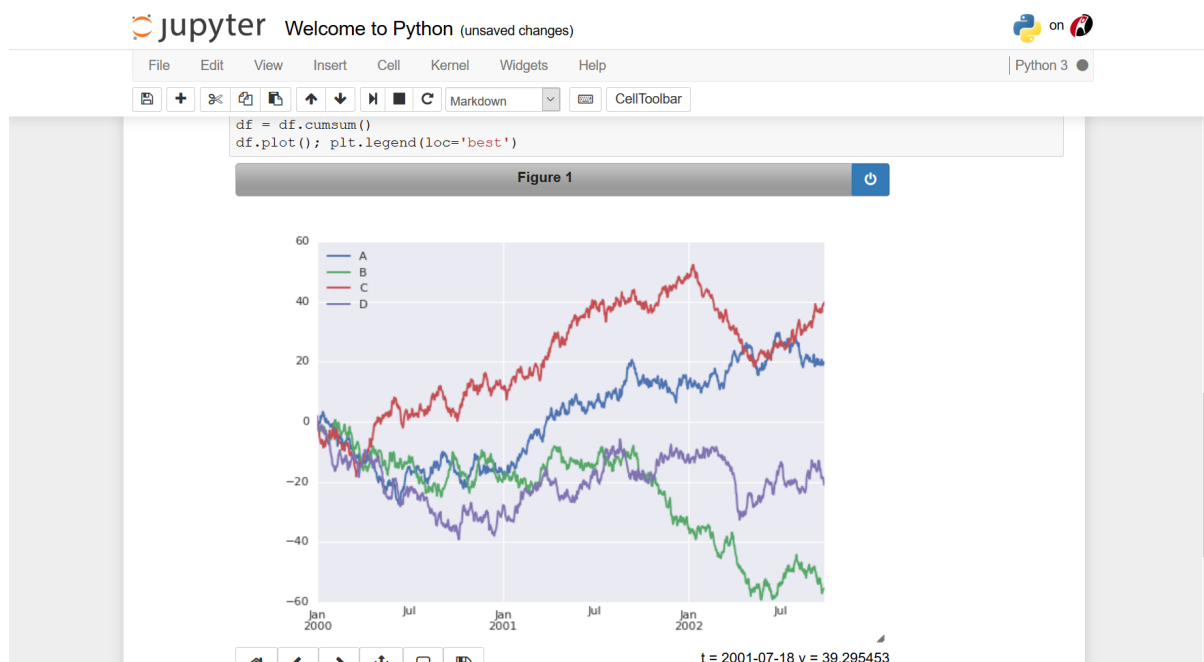 jupyter Welcome to Python (unsaved changes)
on
File Edit View Insert Cell Kernel Widgets Help
Python 3
Markdown
CellToolbar
df = df.cumsum()
df.plot(); plt.legend(loc='best')
Figure 1
60
40
20
0
−20
−40
−60
A
B
C
D
Jan Jul Jan Jul Jan Jul
2000 2001 2002
t = 2001-07-18 y = 39.295453